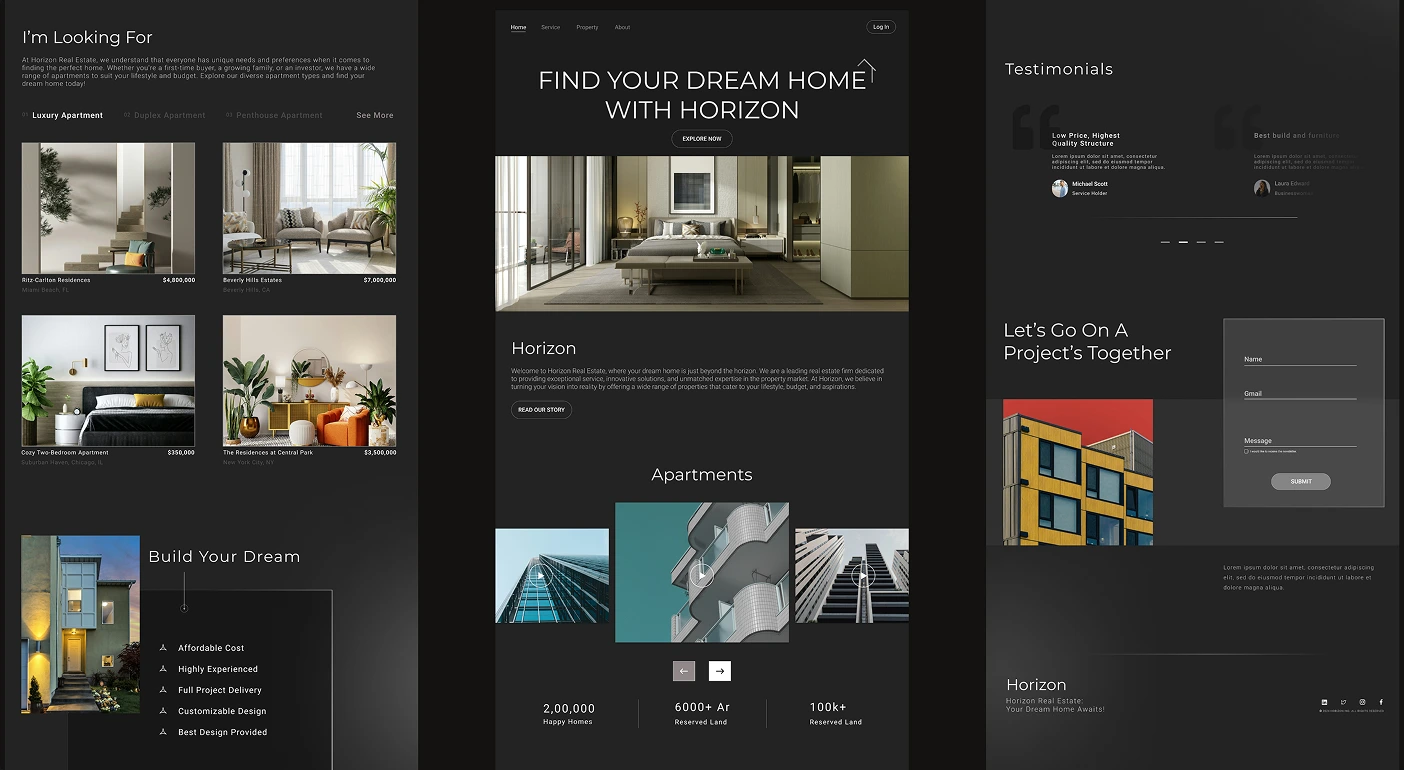 I'm Looking For
At Horizon Real Estate, we understand that everyone has unique needs and preferences when it comes to
finding the perfect home. Whether you're a first-time buyer, a growing family, or an investor, we have a wide
range of apartments to suit your lifestyle and budget. Explore our diverse apartment types and find your
dream home today!
01 Luxury Apartment 02 Duplex Apartment 03 Penthouse Apartment See More
Ritz-Carlton Residences $4,800,000
Miami Beach, FL
Beverly Hills Estates $7,000,000
Beverly Hills, CA
Cozy Two-Bedroom Apartment $350,000
Suburban Haven, Chicago, IL
The Residences at Central Park $3,500,000
New York City, NY
Build Your Dream
Affordable Cost
Highly Experienced
Full Project Delivery
Customizable Design
Best Design Provided
Home Service Property About Log In
FIND YOUR DREAM HOME
WITH HORIZON
EXPLORE NOW
Horizon
Welcome to Horizon Real Estate, where your dream home is just beyond the horizon. We are a leading real estate firm dedicated
to providing exceptional service, innovative solutions, and unmatched expertise in the property market. At Horizon, we believe in
turning your vision into reality by offering a wide range of properties that cater to your lifestyle, budget, and aspirations.
READ OUR STORY
Apartments
2,00,000
Happy Homes
6000+ Ar
Reserved Land
100k+
Reserved Land
Testimonials
Low Price, Highest
Quality Structure
Lorem ipsum dolor sit amet, consectetur
adipiscing elit, sed do eiusmod tempor
incididunt ut labore et dolore magna aliqua.
Michael Scott
Service Holder
Best build and furniture
Lorem ipsum dolor sit amet, consectetur
adipiscing elit, sed do eiusmod tempor
incididunt ut labore et dolore magna
Laura Edward
Let's Go On A
Project's Together
Name
Gmail
Message
I would like to receive the newsletter
SUBMIT
Lorem ipsum dolor sit amet, consectetur adipiscing
elit, sed do eiusmod tempor incididunt ut labore et
dolore magna aliqua.
Horizon
Horizon Real Estate:
Your Dream Home Awaits!